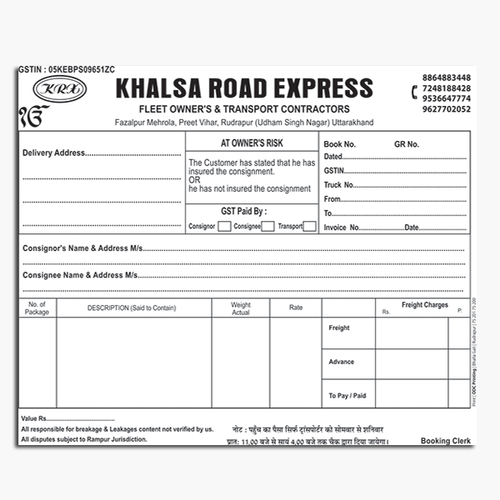 GSTIN : 05KEBPS09651ZC
KRX
ੴ
KHALSA ROAD EXPRESS
FLEET OWNER'S & TRANSPORT CONTRACTORS
Fazalpur Mehrola, Preet Vihar, Rudrapur (Udham Singh Nagar) Uttarakhand
8864883448
7248188428
9536647774
9627702052
Delivery Address
AT OWNER'S RISK
The Customer has stated that he has
insured the consignment.
OR
he has not insured the consignment
GST Paid By :
Consignor Consignee Transport
Book No. GR No.
Dated
GSTIN
Truck No.
From
To
Invoice No Date
Consignor's Name & Address M/s
Consignee Name & Address M/s
No. of
Package
DESCRIPTION (Said to Contain)
Weight
Actual
Rate
Freight Charges
Rs. P.
Freight
Advance
To Pay / Paid
Value Rs.
All responsible for breakage & Leakages content not verified by us.
All disputes subject to Rampur Jurisdiction.
नोट : पहुँच का पैसा सिर्फ ट्रांसपोर्टर को सोमवार से शनिवार
प्रातः 11.00 बजे से सायं 4.00 बजे तक चैक द्वारा दिया जायेगा।
Booking Clerk